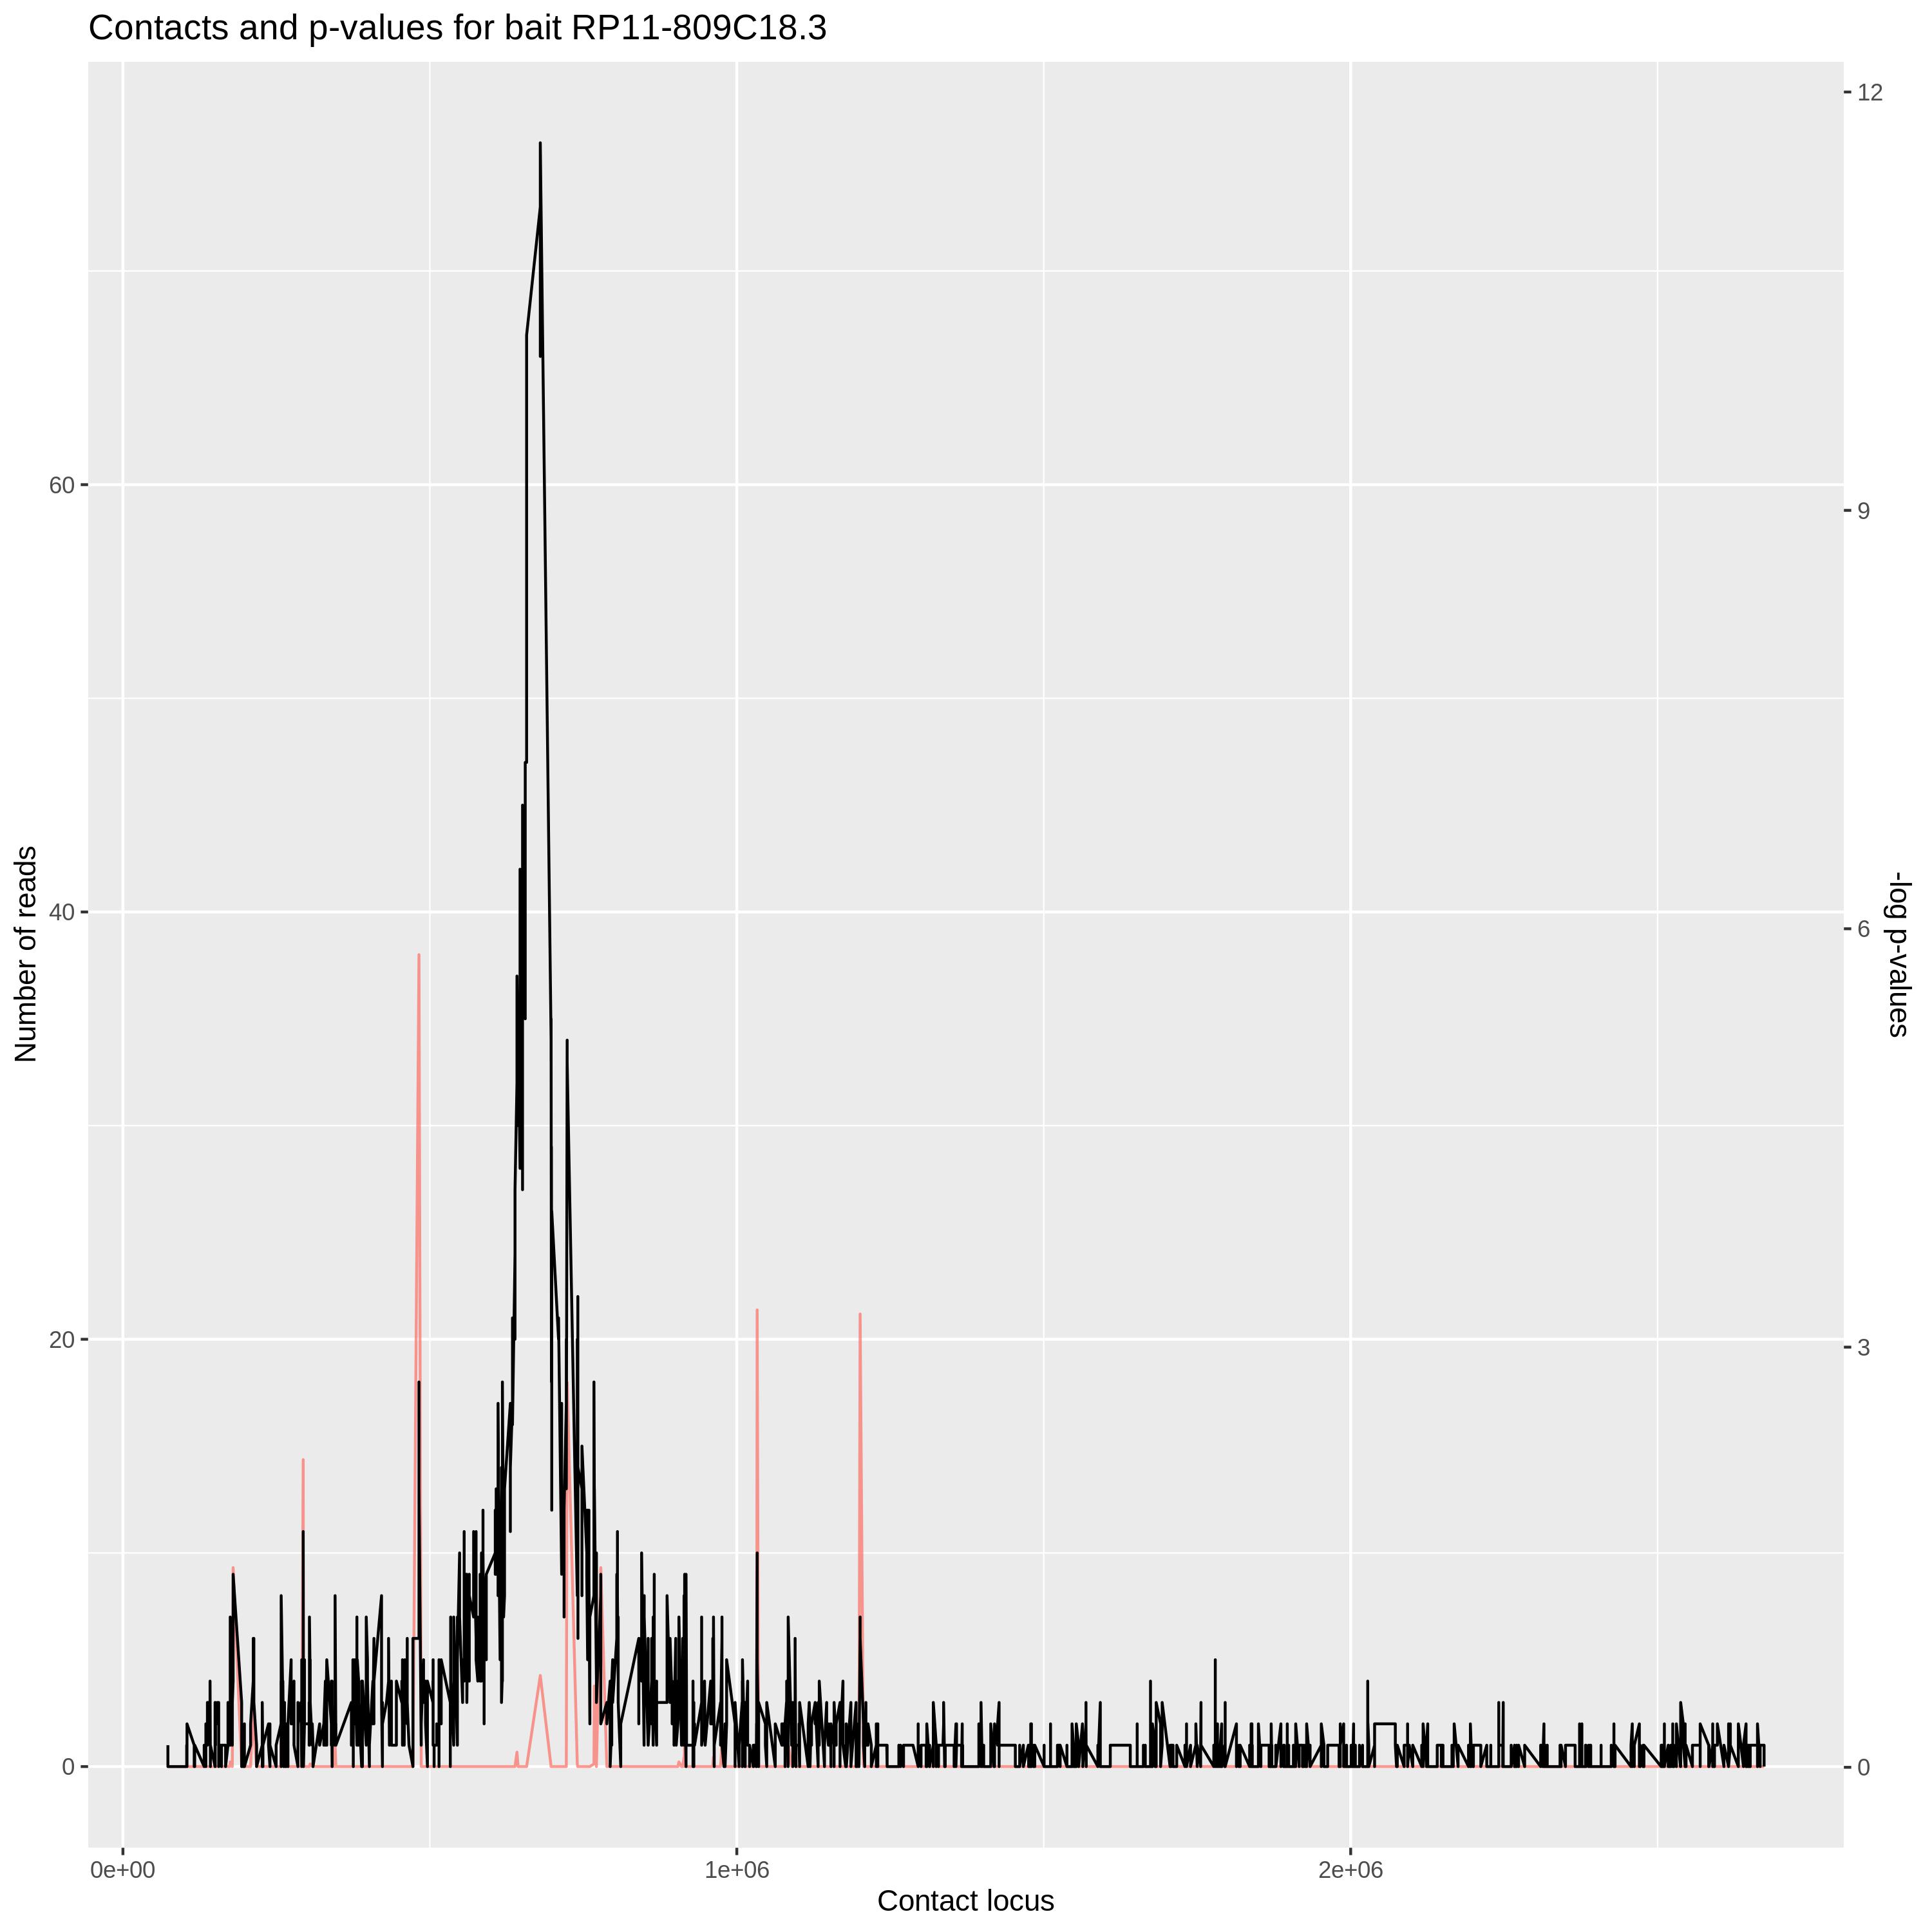 Contacts and p-values for bait RP11-809C18.3
12
60
9
40
6
Number of reads
-log p-values
20
3
0
0
0e+00
1e+06
2e+06
Contact locus